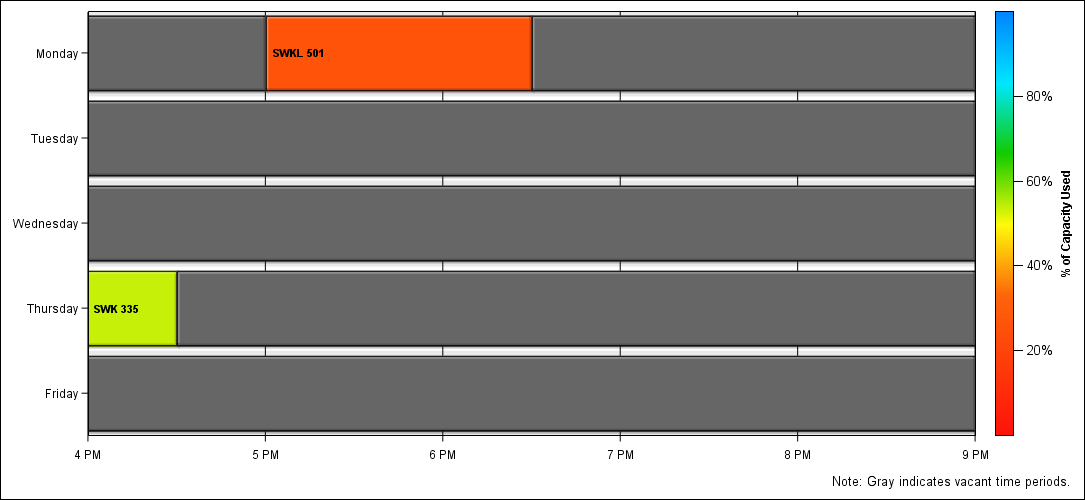 Monday
SWKL 501
Tuesday
Wednesday
Thursday
SWK 335
Friday
4 PM 5 PM 6 PM 7 PM 8 PM 9 PM
80%
60%
40%
20%
% of Capacity Used
Note: Gray indicates vacant time periods.